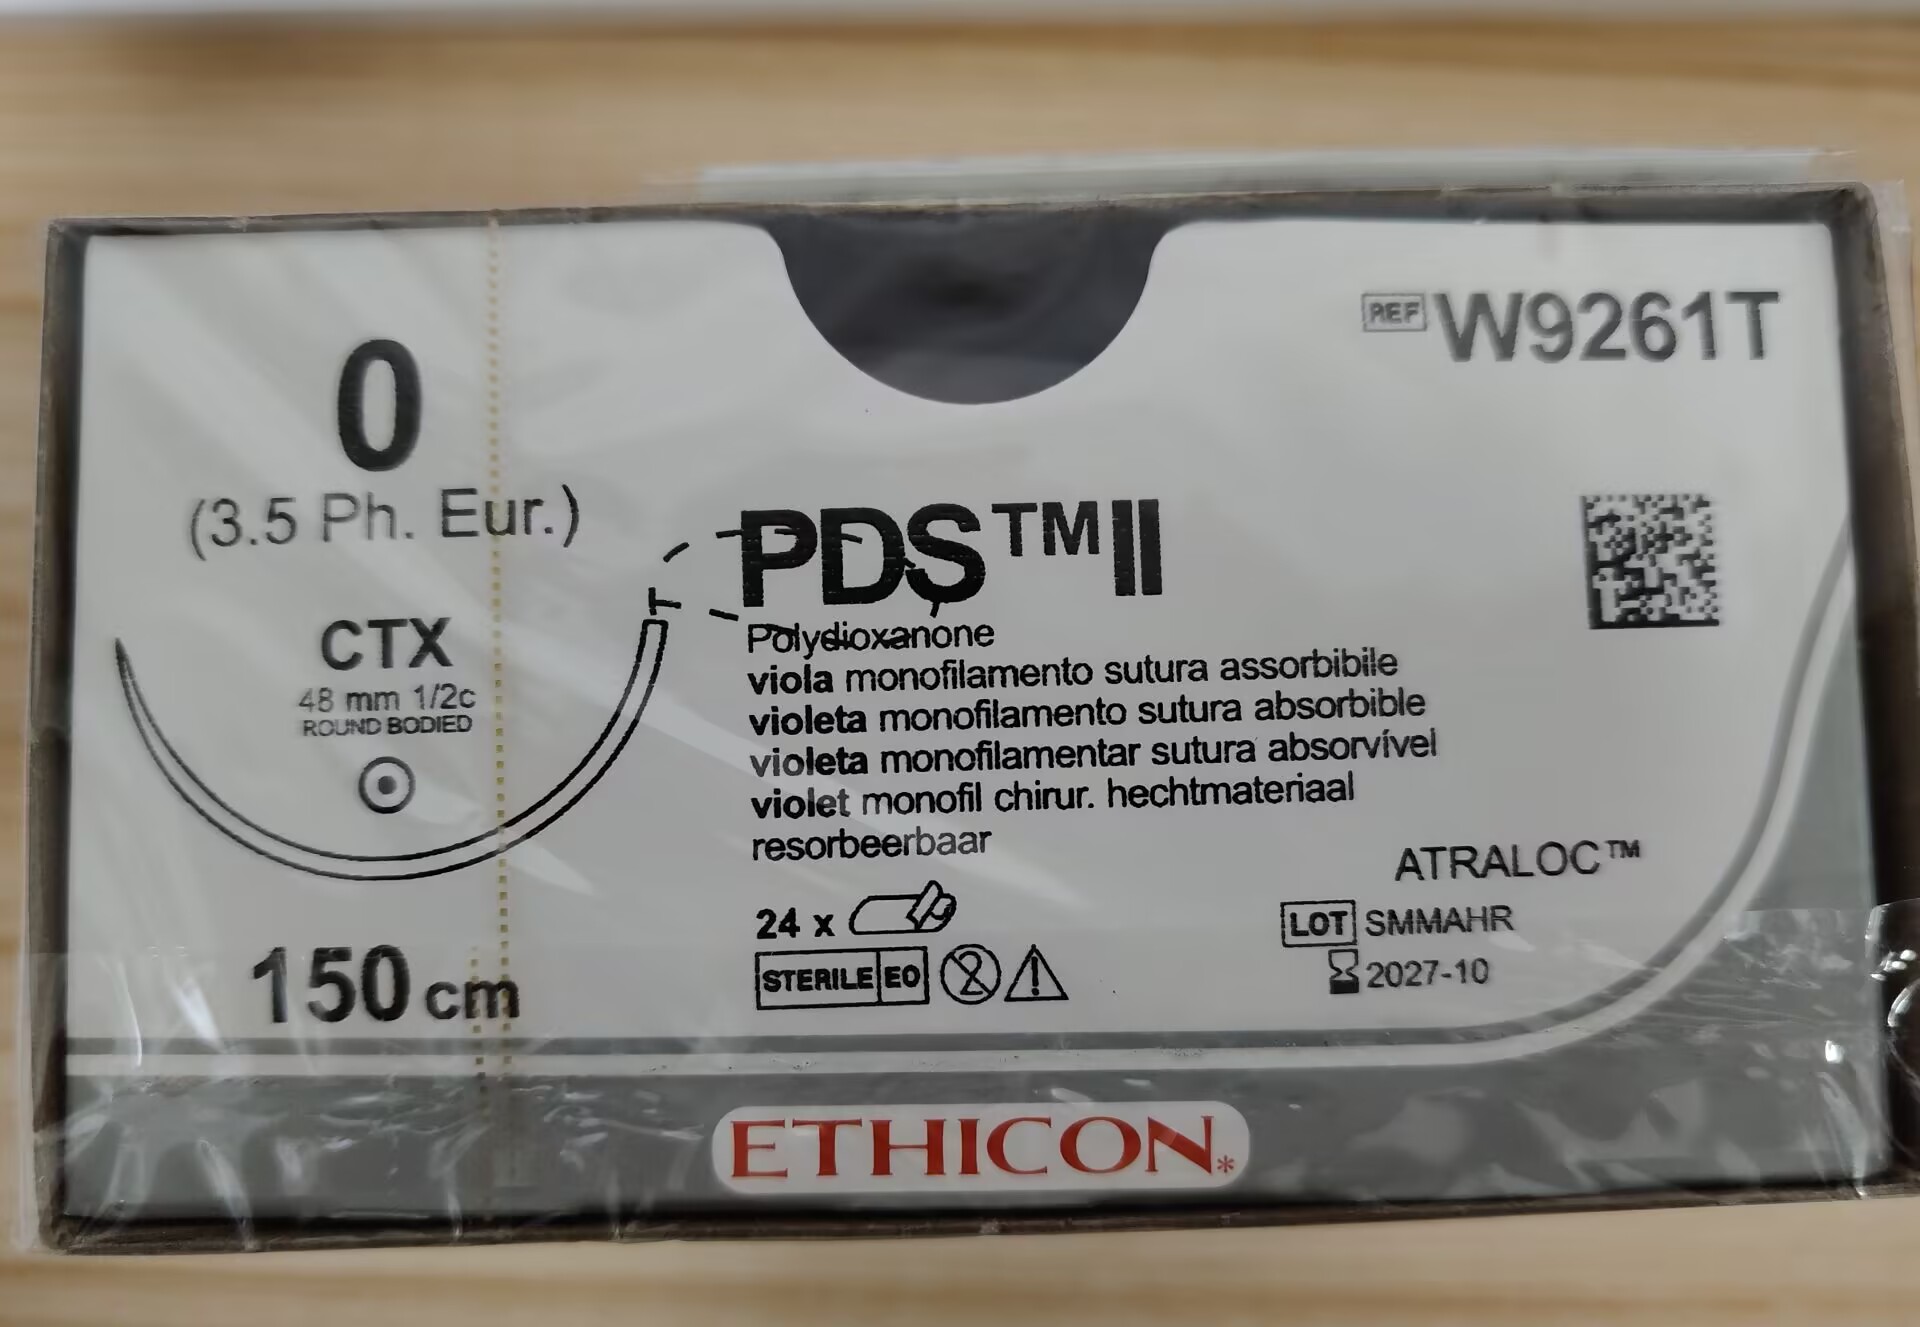 0
(3.5 Ph. Eur.)
CTX
48 mm 1/2c
ROUND BODIED
150 cm
REF W9261T
PDS™II
Polydioxanone
viola monofilamento sutura assorbibile
violeta monofilamento sutura absorbible
violeta monofilamentar sutura absorvível
violet monofil chirur. hechtmateriaal
resorbeerbaar
24 x
STERILE EO
2
ATRALOC™
LOT SMMAHR
2027-10
ETHICON*